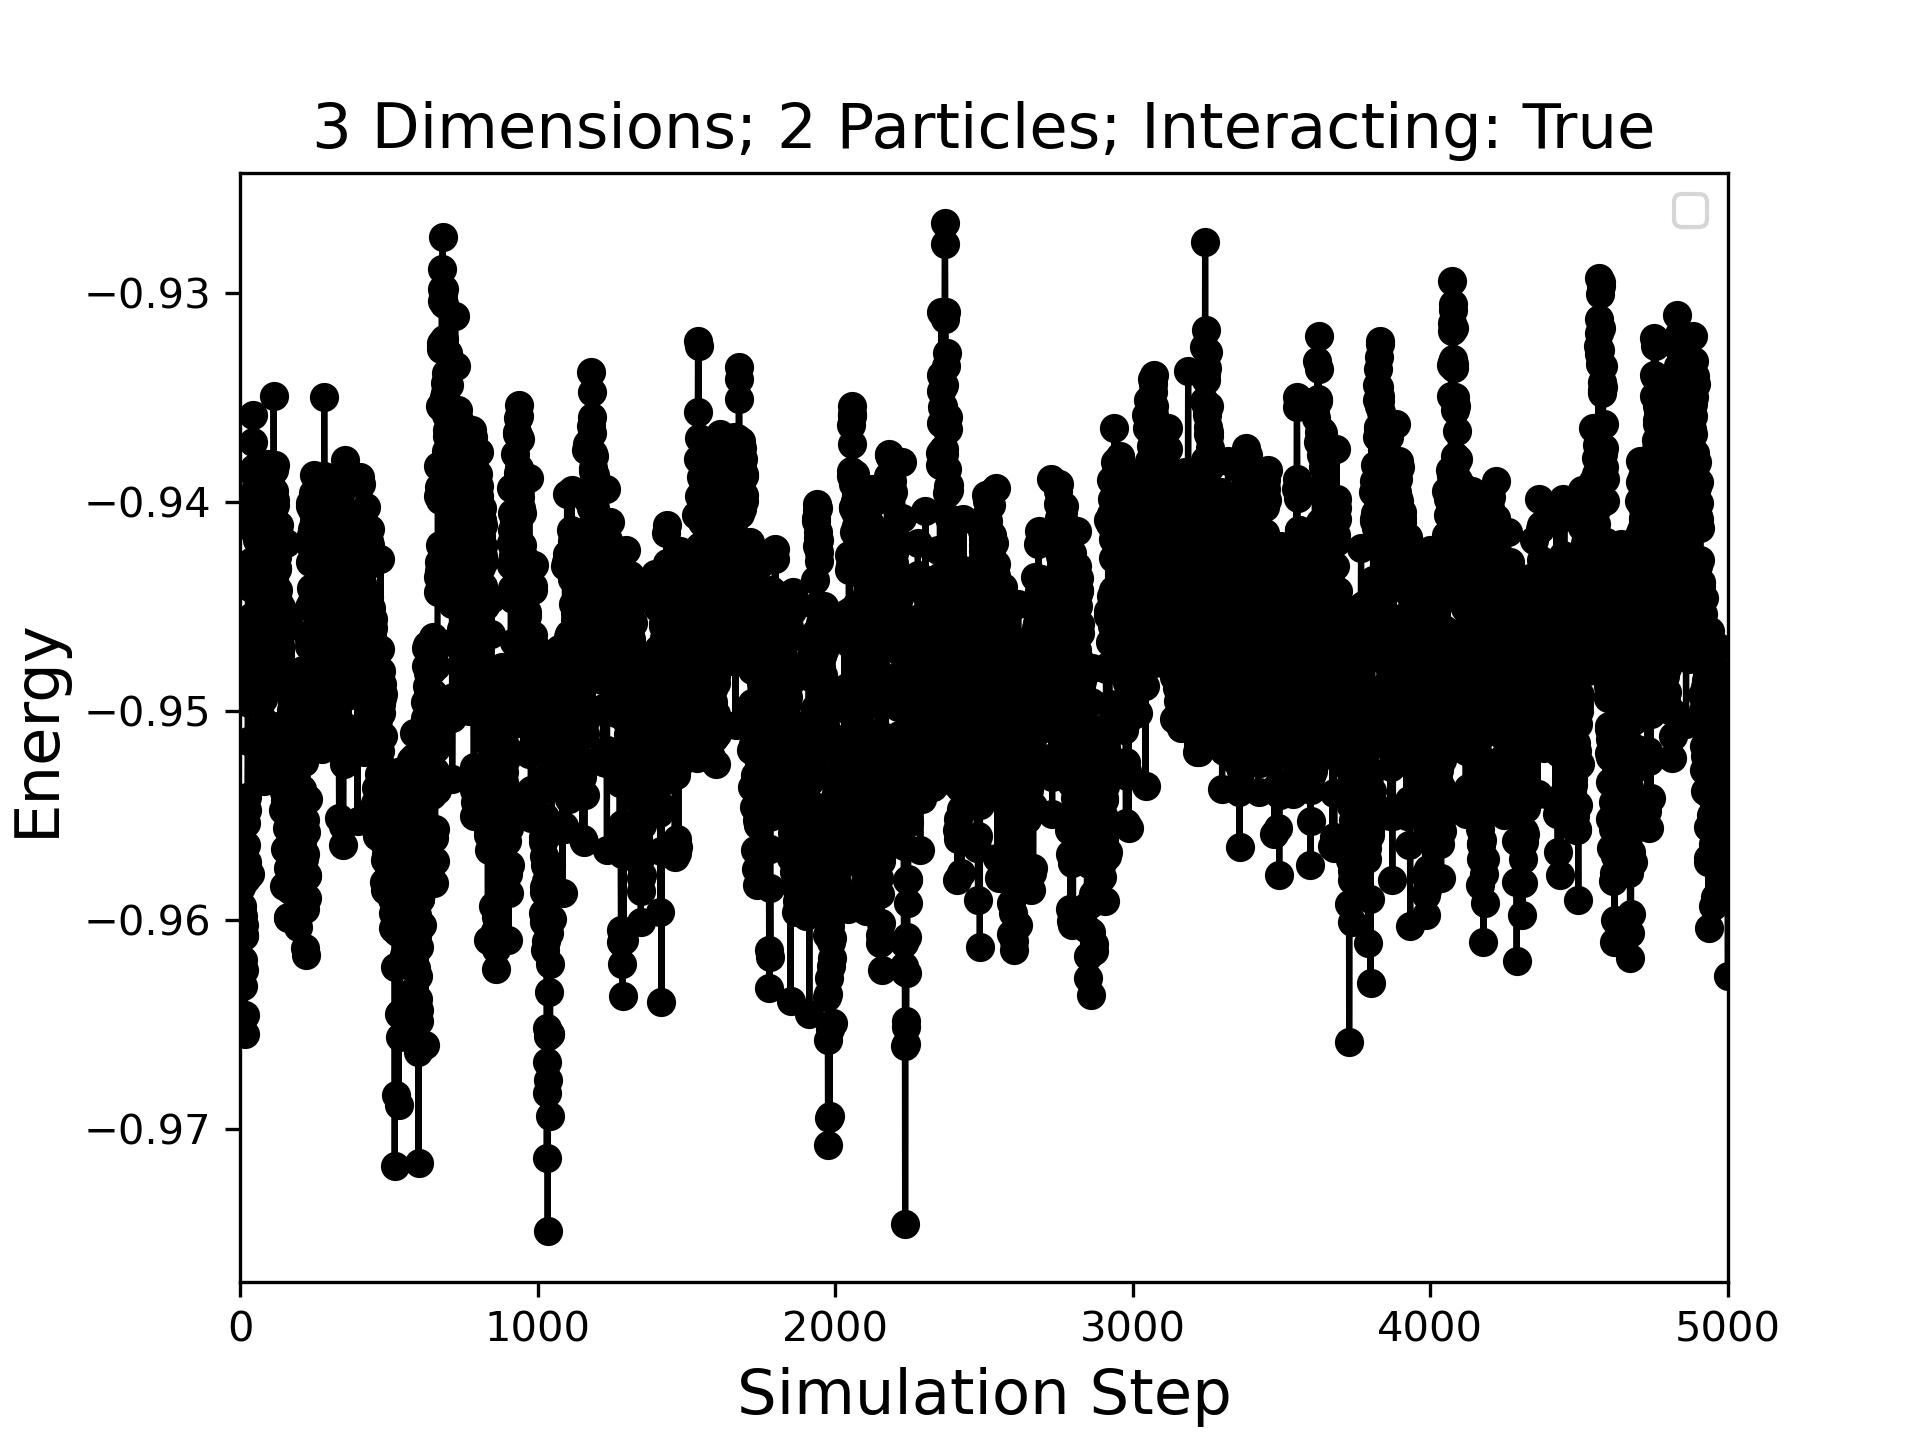 3 Dimensions; 2 Particles; Interacting: True
Energy
−0.93
−0.94
−0.95
−0.96
−0.97
0 1000 2000 3000 4000 5000
Simulation Step